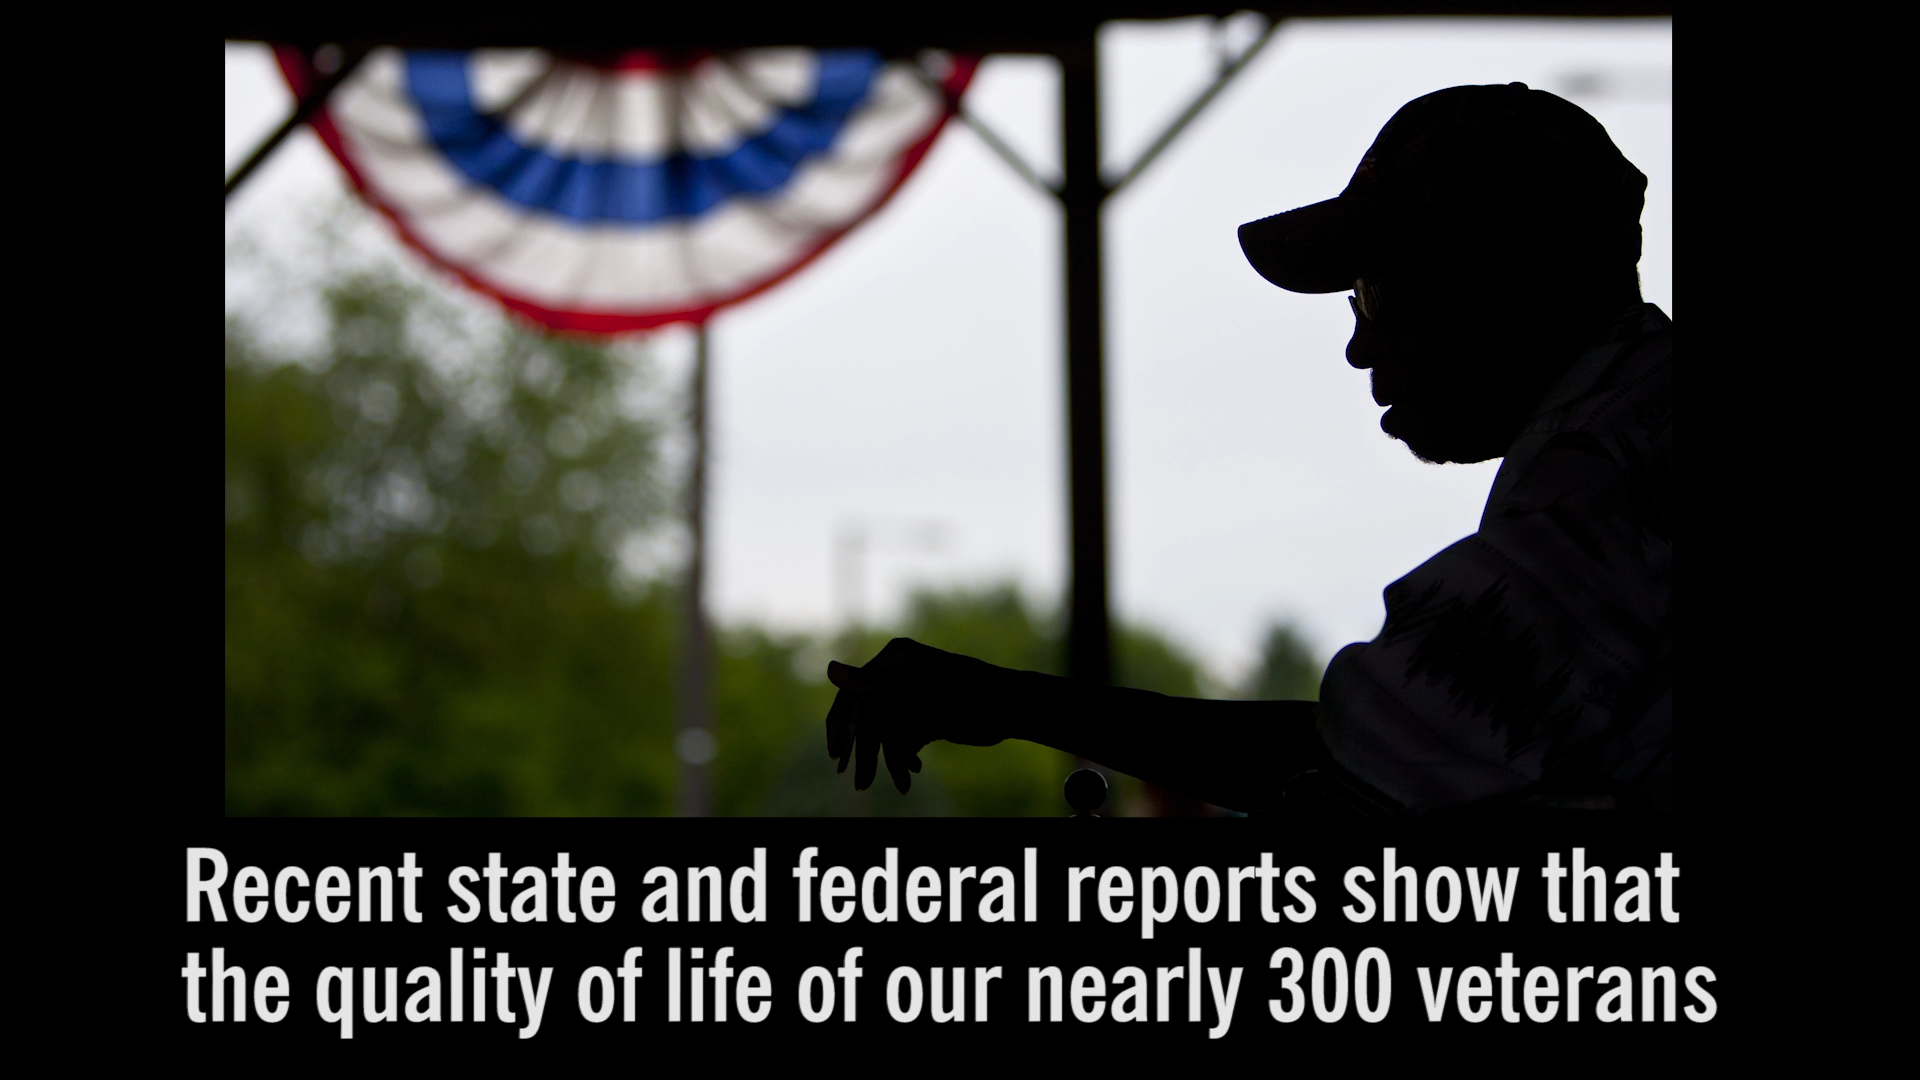 Recent state and federal reports show that
the quality of life of our nearly 300 veterans